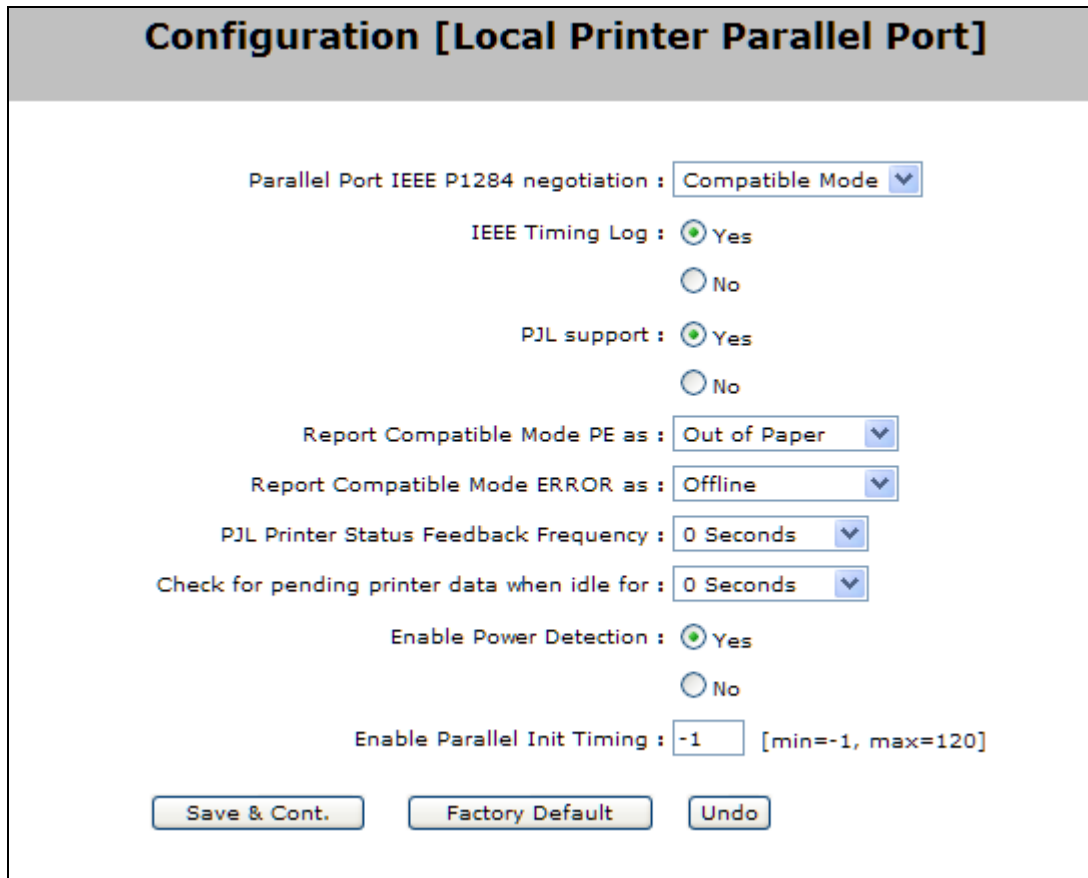 Configuration [Local Printer Parallel Port]
Parallel Port IEEE P1284 negotiation : Compatible Mode
IEEE Timing Log : Yes
No
PJL support : Yes
No
Report Compatible Mode PE as : Out of Paper
Report Compatible Mode ERROR as : Offline
PJL Printer Status Feedback Frequency : 0 Seconds
Check for pending printer data when idle for : 0 Seconds
Enable Power Detection : Yes
No
Enable Parallel Init Timing : -1 [min=-1, max=120]
Save & Cont. Factory Default Undo